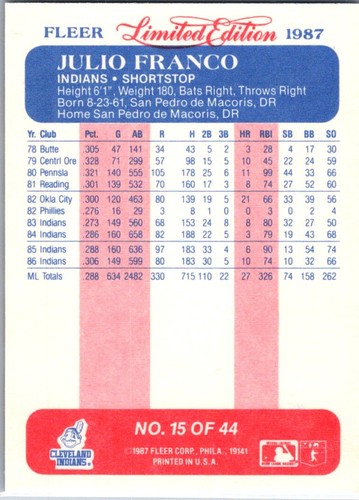 FLEER Limited Edition 1987
JULIO FRANCO
INDIANS • SHORTSTOP
Height 6'1", Weight 180, Bats Right, Throws Right
Born 8-23-61, San Pedro de Macoris, DR
Home San Pedro de Macoris, DR
Yr. Club Pct. G AB R H 2B 3B HR RBI SB BB SO
78 Butte .305 47 141 34 43 5 2 3 28 4 17 30
79 Centrl Ore .323 71 299 57 98 15 5 10 45 22 24 59
80 Pennsla .321 140 555 105 178 25 6 11 99 44 33 66
81 Reading .301 139 532 70 160 17 3 8 74 27 52 60
82 Okla City .300 120 463 80 139 19 5 21 66 33 39 56
82 Phillies .276 16 29 3 8 1 0 0 3 0 2 4
83 Indians .273 149 560 68 153 24 8 8 80 32 27 50
84 Indians .286 160 658 82 188 22 5 3 79 19 43 68
85 Indians .288 160 636 97 183 33 4 6 90 13 54 74
86 Indians .306 149 599 80 183 30 5 10 74 10 32 66
ML Totals .288 634 2482 330 715 110 22 27 326 74 158 262
NO. 15 OF 44
CLEVELAND
INDIANS
©1987 FLEER CORP., PHILA., 19141
PRINTED IN U.S.A.